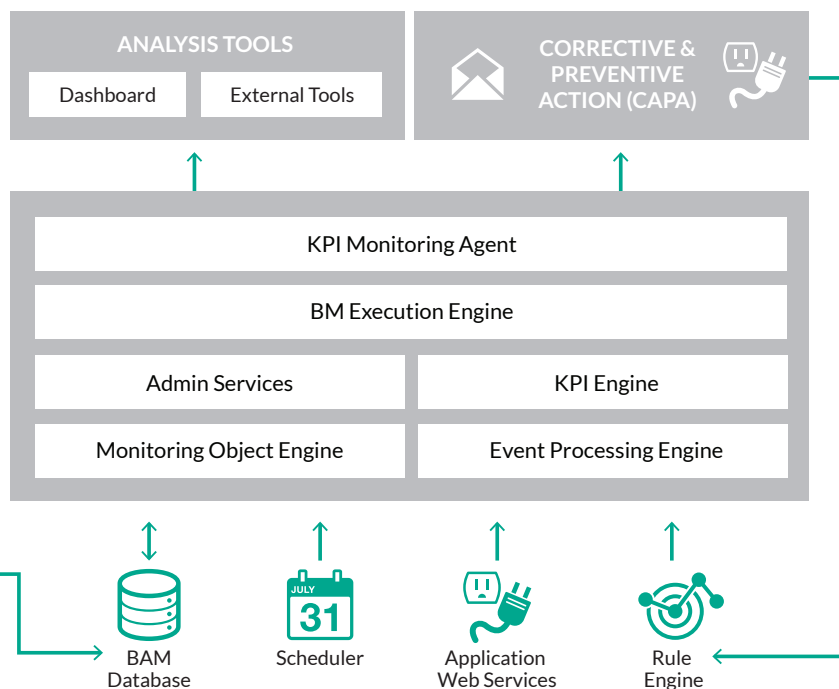 ANALYSIS TOOLS
Dashboard
External Tools
CORRECTIVE &
PREVENTIVE
ACTION (CAPA)
KPI Monitoring Agent
BM Execution Engine
Admin Services
KPI Engine
Monitoring Object Engine
Event Processing Engine
JULY
31
BAM
Database
Scheduler
Application
Web Services
Rule
Engine